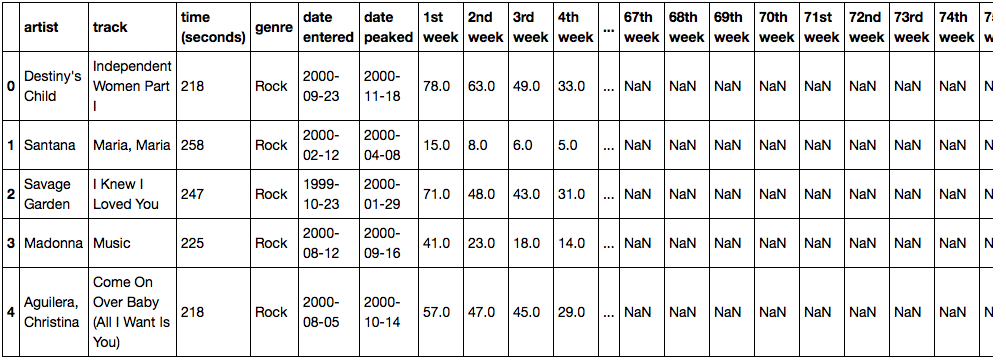 artist track time (seconds) genre date entered date peaked 1st week 2nd week 3rd week 4th week ... 67th week 68th week 69th week 70th week 71st week 72nd week 73rd week 74th week
0 Destiny's Child Independent Women Part I 218 Rock 2000-09-23 2000-11-18 78.0 63.0 49.0 33.0 ... NaN NaN NaN NaN NaN NaN NaN NaN
1 Santana Maria, Maria 258 Rock 2000-02-12 2000-04-08 15.0 8.0 6.0 5.0 ... NaN NaN NaN NaN NaN NaN NaN NaN
2 Savage Garden I Knew I Loved You 247 Rock 1999-10-23 2000-01-29 71.0 48.0 43.0 31.0 ... NaN NaN NaN NaN NaN NaN NaN NaN
3 Madonna Music 225 Rock 2000-08-12 2000-09-16 41.0 23.0 18.0 14.0 ... NaN NaN NaN NaN NaN NaN NaN NaN
4 Aguilera, Christina Come On Over Baby (All I Want Is You) 218 Rock 2000-08-05 2000-10-14 57.0 47.0 45.0 29.0 ... NaN NaN NaN NaN NaN NaN NaN NaN